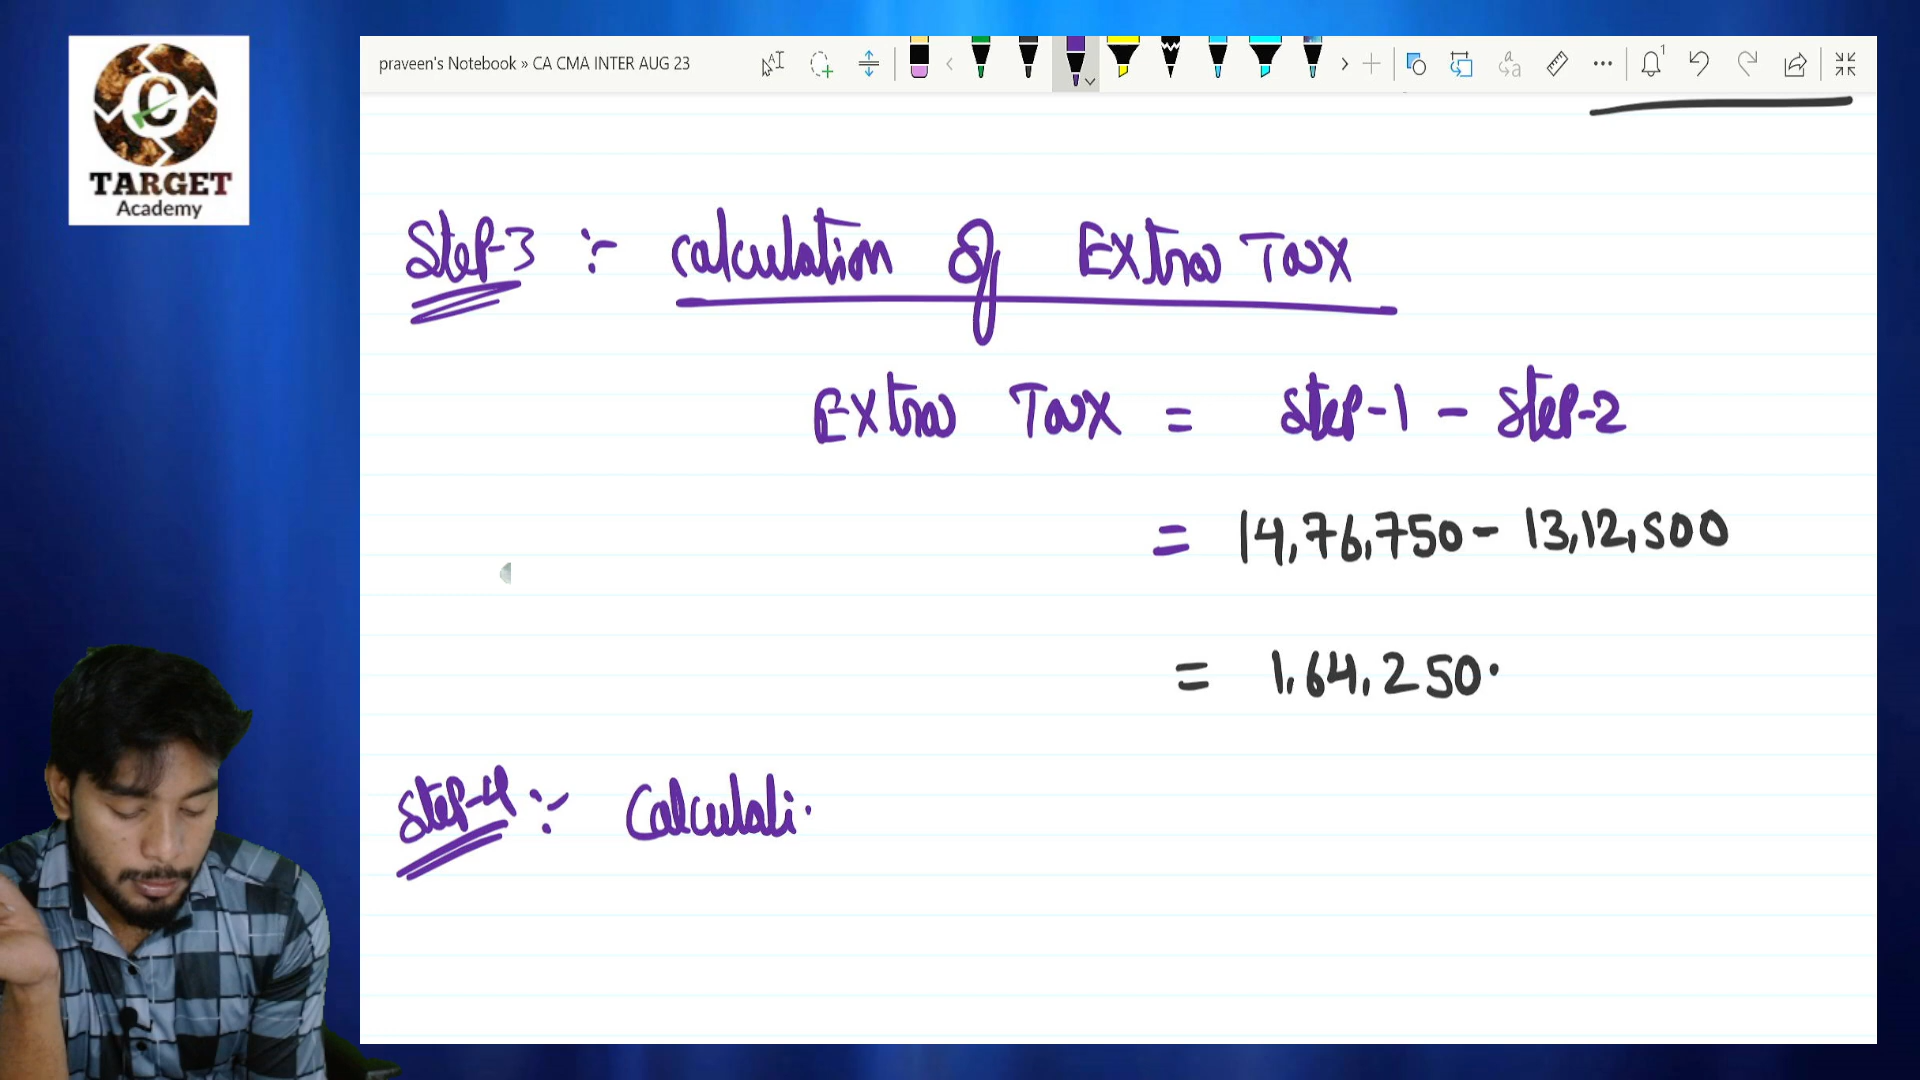 C
TARGET
Academy
praveen's Notebook » CA CMA INTER AUG 23
Step-3 :- Calculation of Extra Tax
Extra Tax = Step-1 - Step-2
= 14,76,750 - 13,12,500
= 1,64,250.
Step-4 :- Calculati